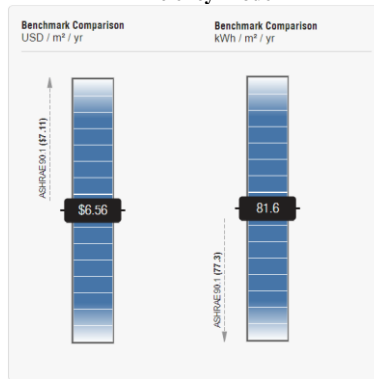 Benchmark Comparison
USD / m² / yr
ASHRAE 90.1 ($7.11)
$6.56
Benchmark Comparison
kWh / m² / yr
81.6
ASHRAE 90.1 (77.3)